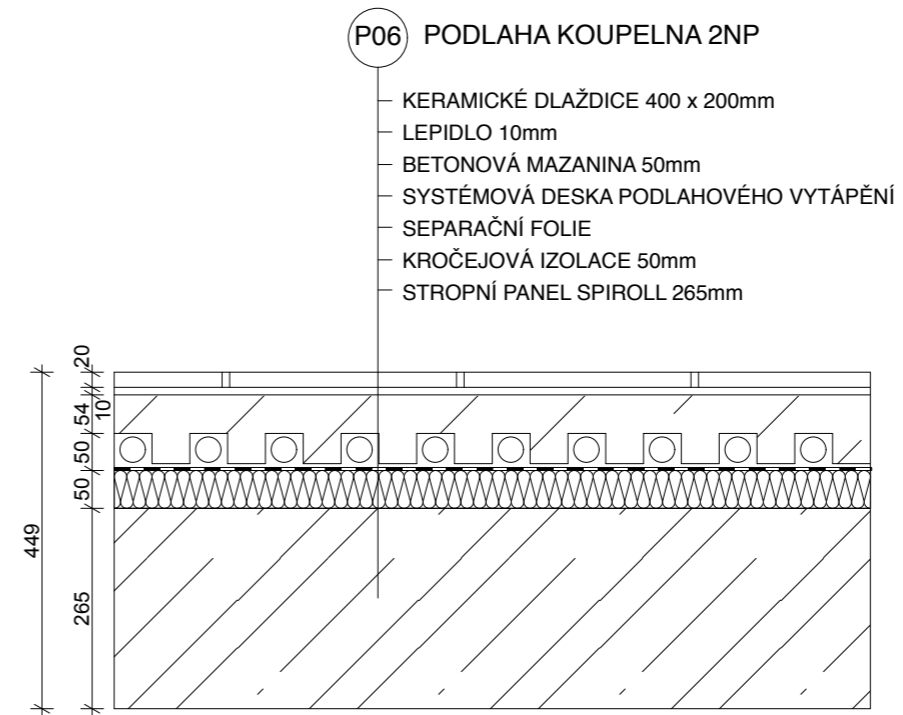 P06 PODLAHA KOUPELNA 2NP
KERAMICKÉ DLAŽDICE 400 x 200mm
LEPIDLO 10mm
BETONOVÁ MAZANINA 50mm
SYSTÉMOVÁ DESKA PODLAHOVÉHO VYTÁPĚNÍ
SEPARAČNÍ FOLIE
KROČEJOVÁ IZOLACE 50mm
STROPNÍ PANEL SPIROLL 265mm
20
10
54
50
50
449
265